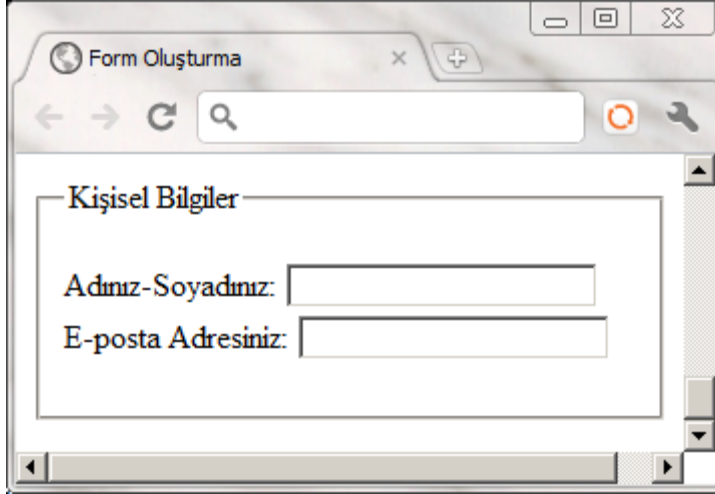 Form Oluşturma
Kişisel Bilgiler
Adınız-Soyadınız:
E-posta Adresiniz: